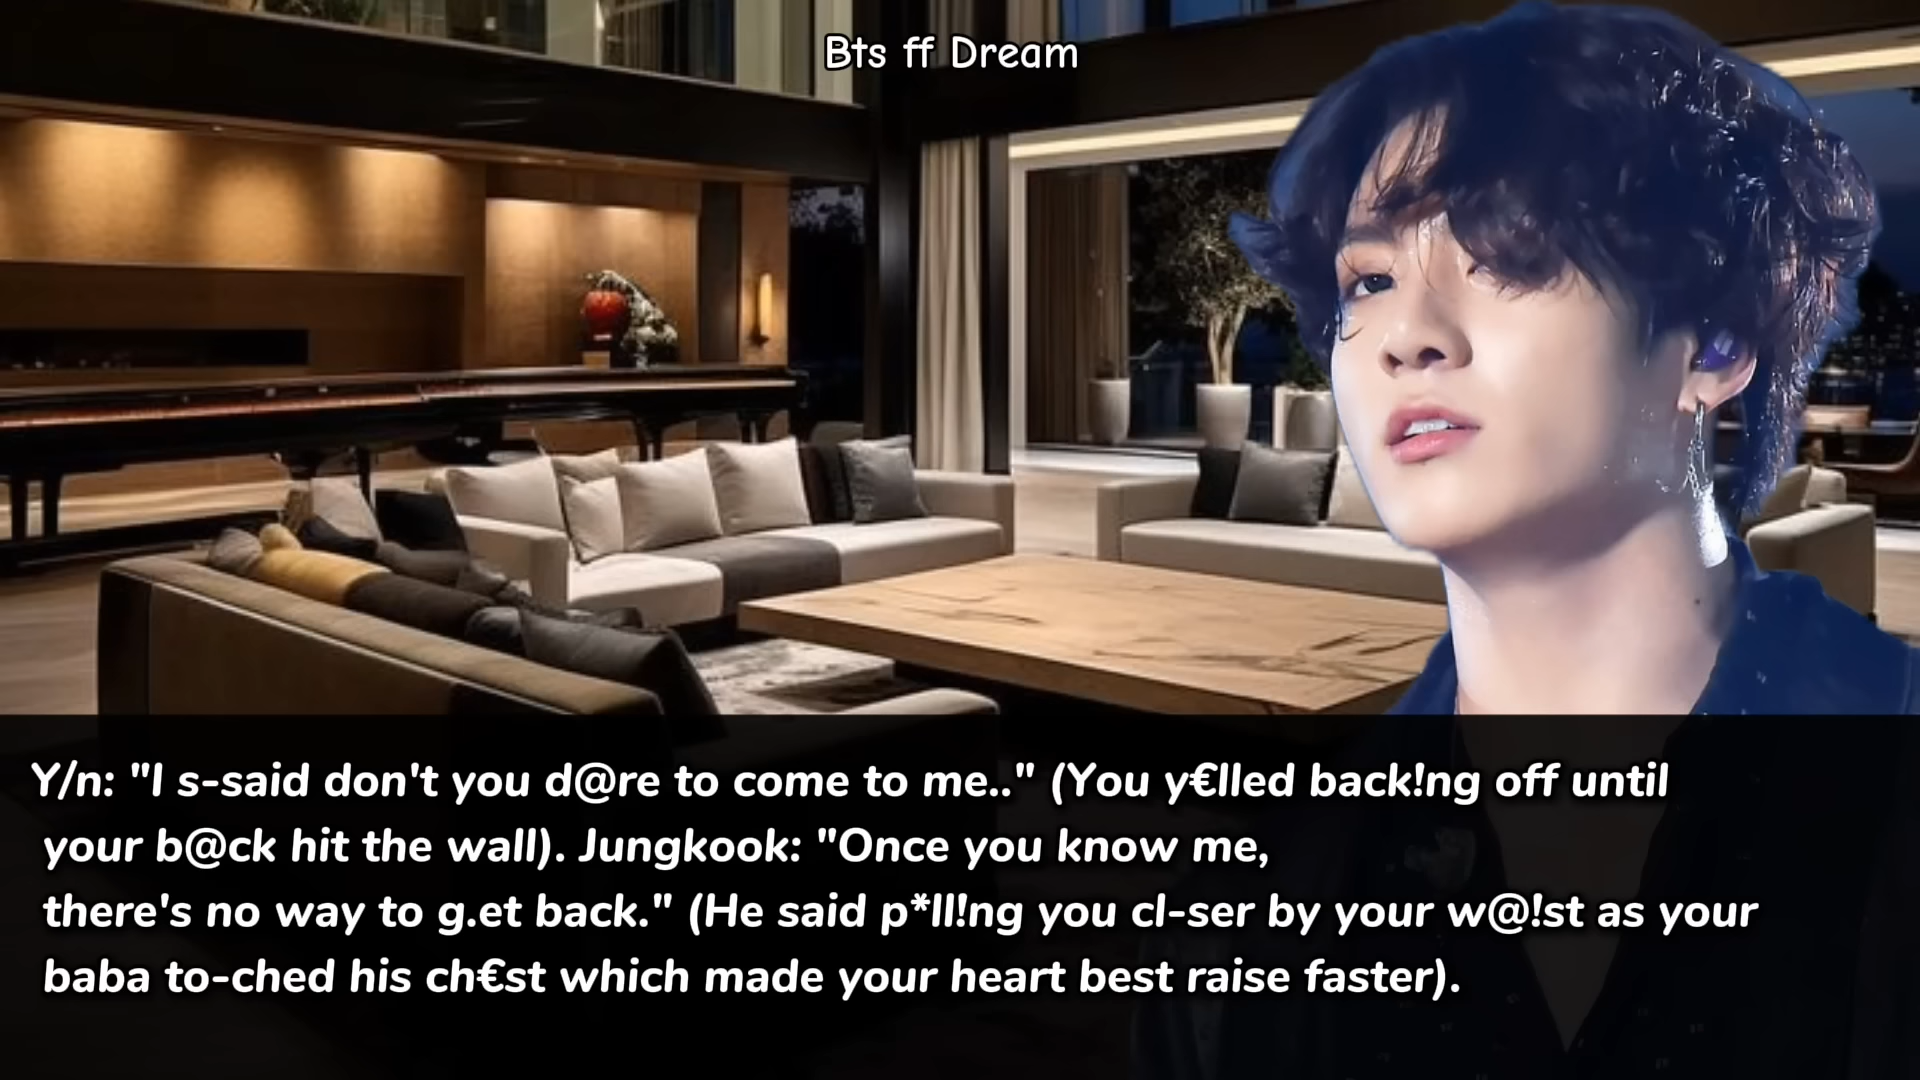 Bts ff Dream
Y/n: "I s-said don't you d@re to come to me.." (You y€lled back!ng off until
your b@ck hit the wall). Jungkook: "Once you know me,
there's no way to g.et back." (He said p*ll!ng you cl-ser by your w@!st as your
baba to-ched his ch€st which made your heart best raise faster).